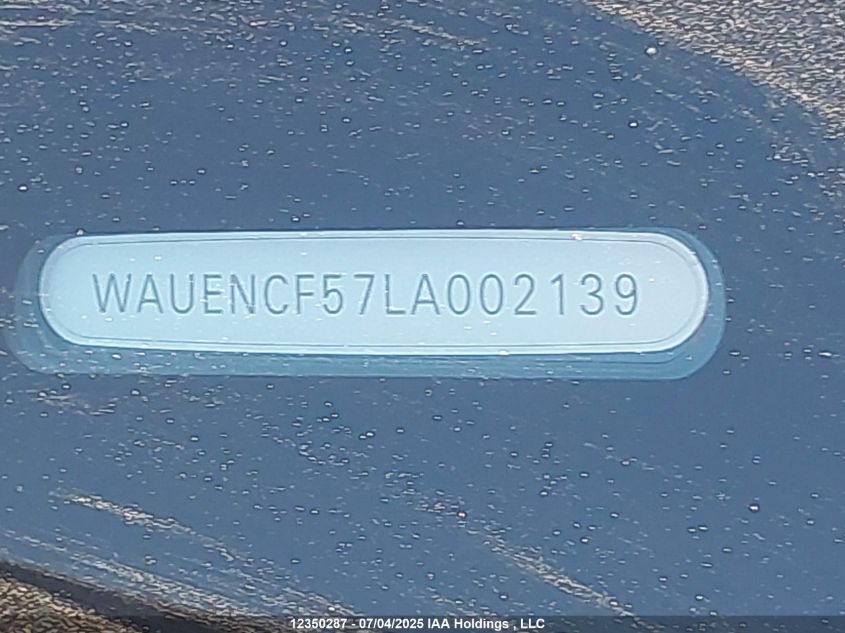 WAUENCF57LA002139
12350287 - 07/04/2025 IAA Holdings , LLC